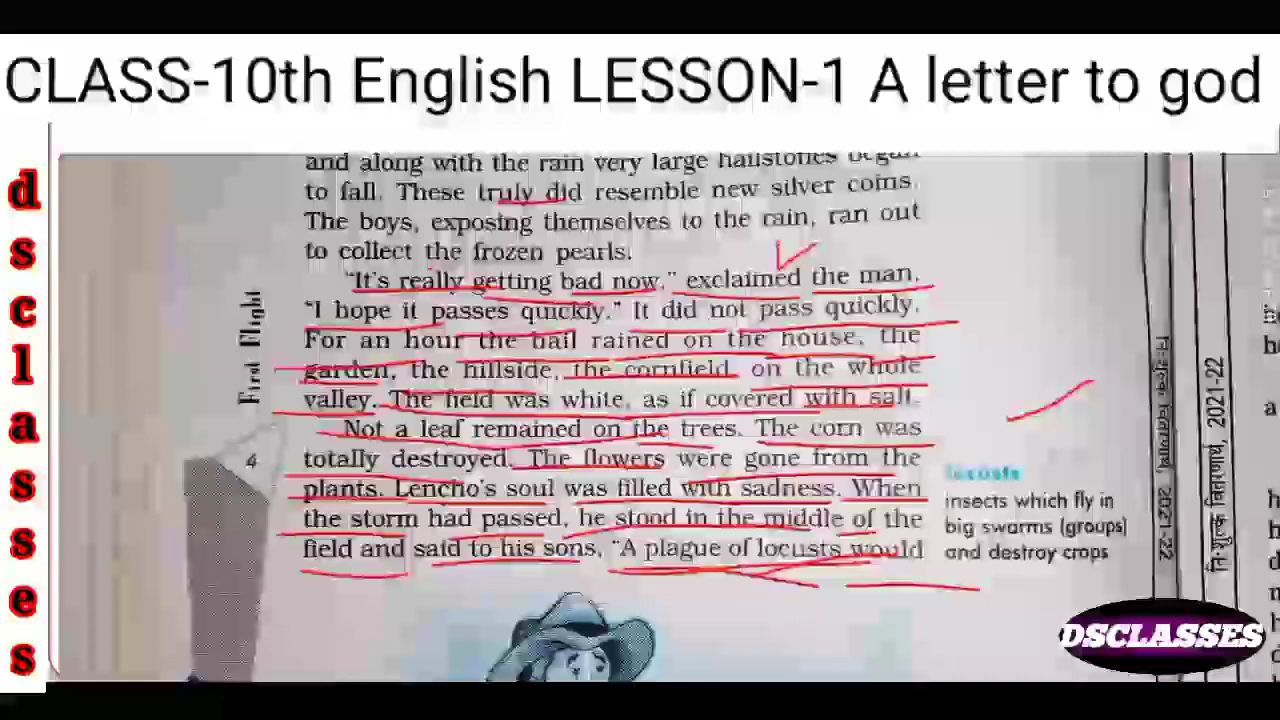 CLASS-10th English LESSON-1 A letter to god
dsclasses
and along with the rain very large hailstones began
to fall. These truly did resemble new silver coins.
The boys, exposing themselves to the rain, ran out
to collect the frozen pearls.
“It's really getting bad now,” exclaimed the man.
“I hope it passes quickly.” It did not pass quickly.
For an hour the hail rained on the house, the
garden, the hillside, the cornfield, on the whole
valley. The field was white, as if covered with salt.
Not a leaf remained on the trees. The corn was
totally destroyed. The flowers were gone from the
plants. Lencho's soul was filled with sadness. When
the storm had passed, he stood in the middle of the
field and said to his sons, “A plague of locusts would
First Flight
4
locusts
insects which fly in
big swarms (groups)
and destroy crops
2021-22
निःशुल्क वितरणार्थ, 2021-22
DSCLASSES